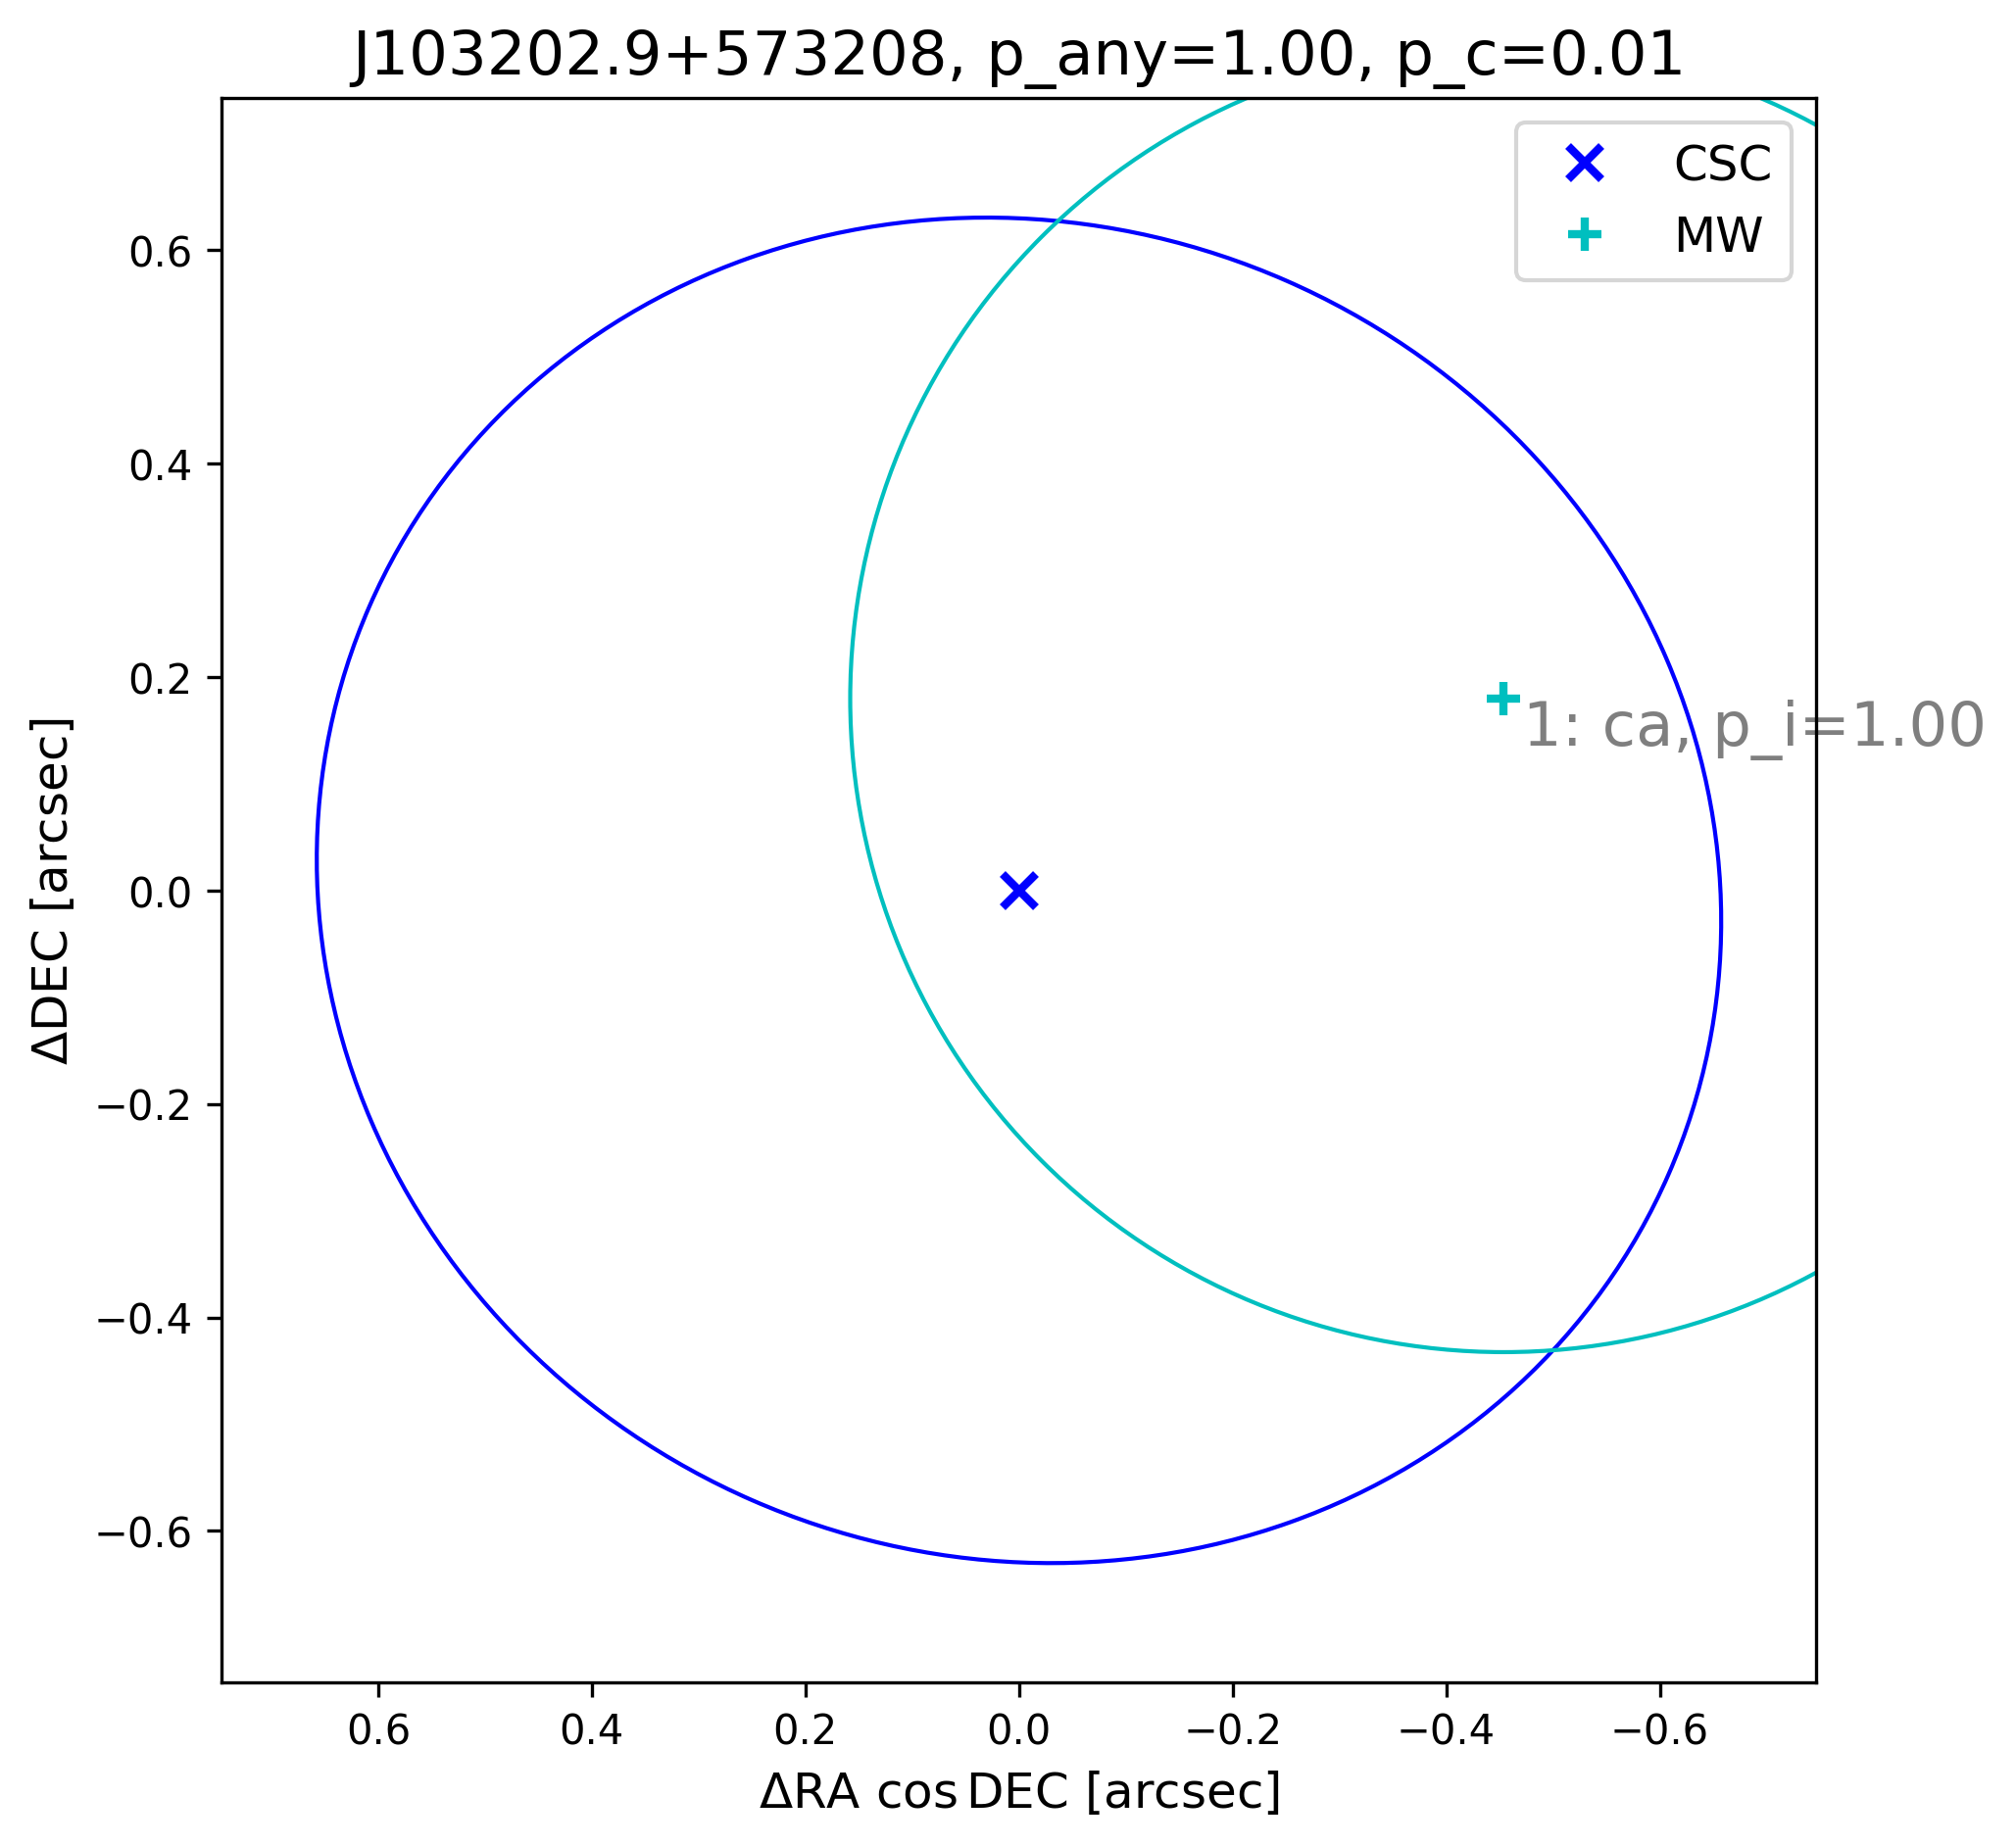 J103202.9+573208, p_any=1.00, p_c=0.01
CSC
MW
1: ca, p_i=1.00
ΔDEC [arcsec]
0.6
0.4
0.2
0.0
−0.2
−0.4
−0.6
0.6 0.4 0.2 0.0 −0.2 −0.4 −0.6
ΔRA cos DEC [arcsec]